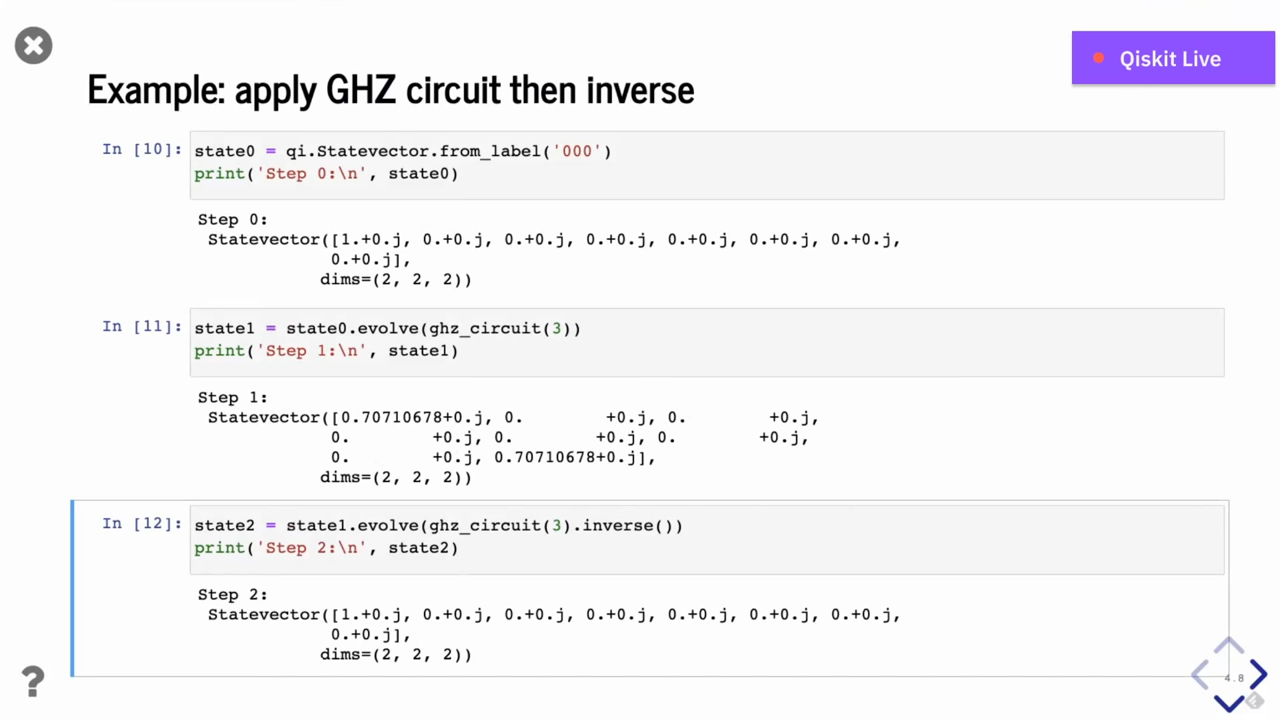 Qiskit Live
Example: apply GHZ circuit then inverse
In [10]: state0 = qi.Statevector.from_label('000')
print('Step 0:\n', state0)
Step 0:
Statevector([1.+0.j, 0.+0.j, 0.+0.j, 0.+0.j, 0.+0.j, 0.+0.j, 0.+0.j,
0.+0.j],
dims=(2, 2, 2))
In [11]: state1 = state0.evolve(ghz_circuit(3))
print('Step 1:\n', state1)
Step 1:
Statevector([0.70710678+0.j, 0.        +0.j, 0.        +0.j,
0.        +0.j, 0.        +0.j, 0.        +0.j,
0.        +0.j, 0.70710678+0.j],
dims=(2, 2, 2))
In [12]: state2 = state1.evolve(ghz_circuit(3).inverse())
print('Step 2:\n', state2)
Step 2:
Statevector([1.+0.j, 0.+0.j, 0.+0.j, 0.+0.j, 0.+0.j, 0.+0.j, 0.+0.j,
0.+0.j],
dims=(2, 2, 2))
?
4.8